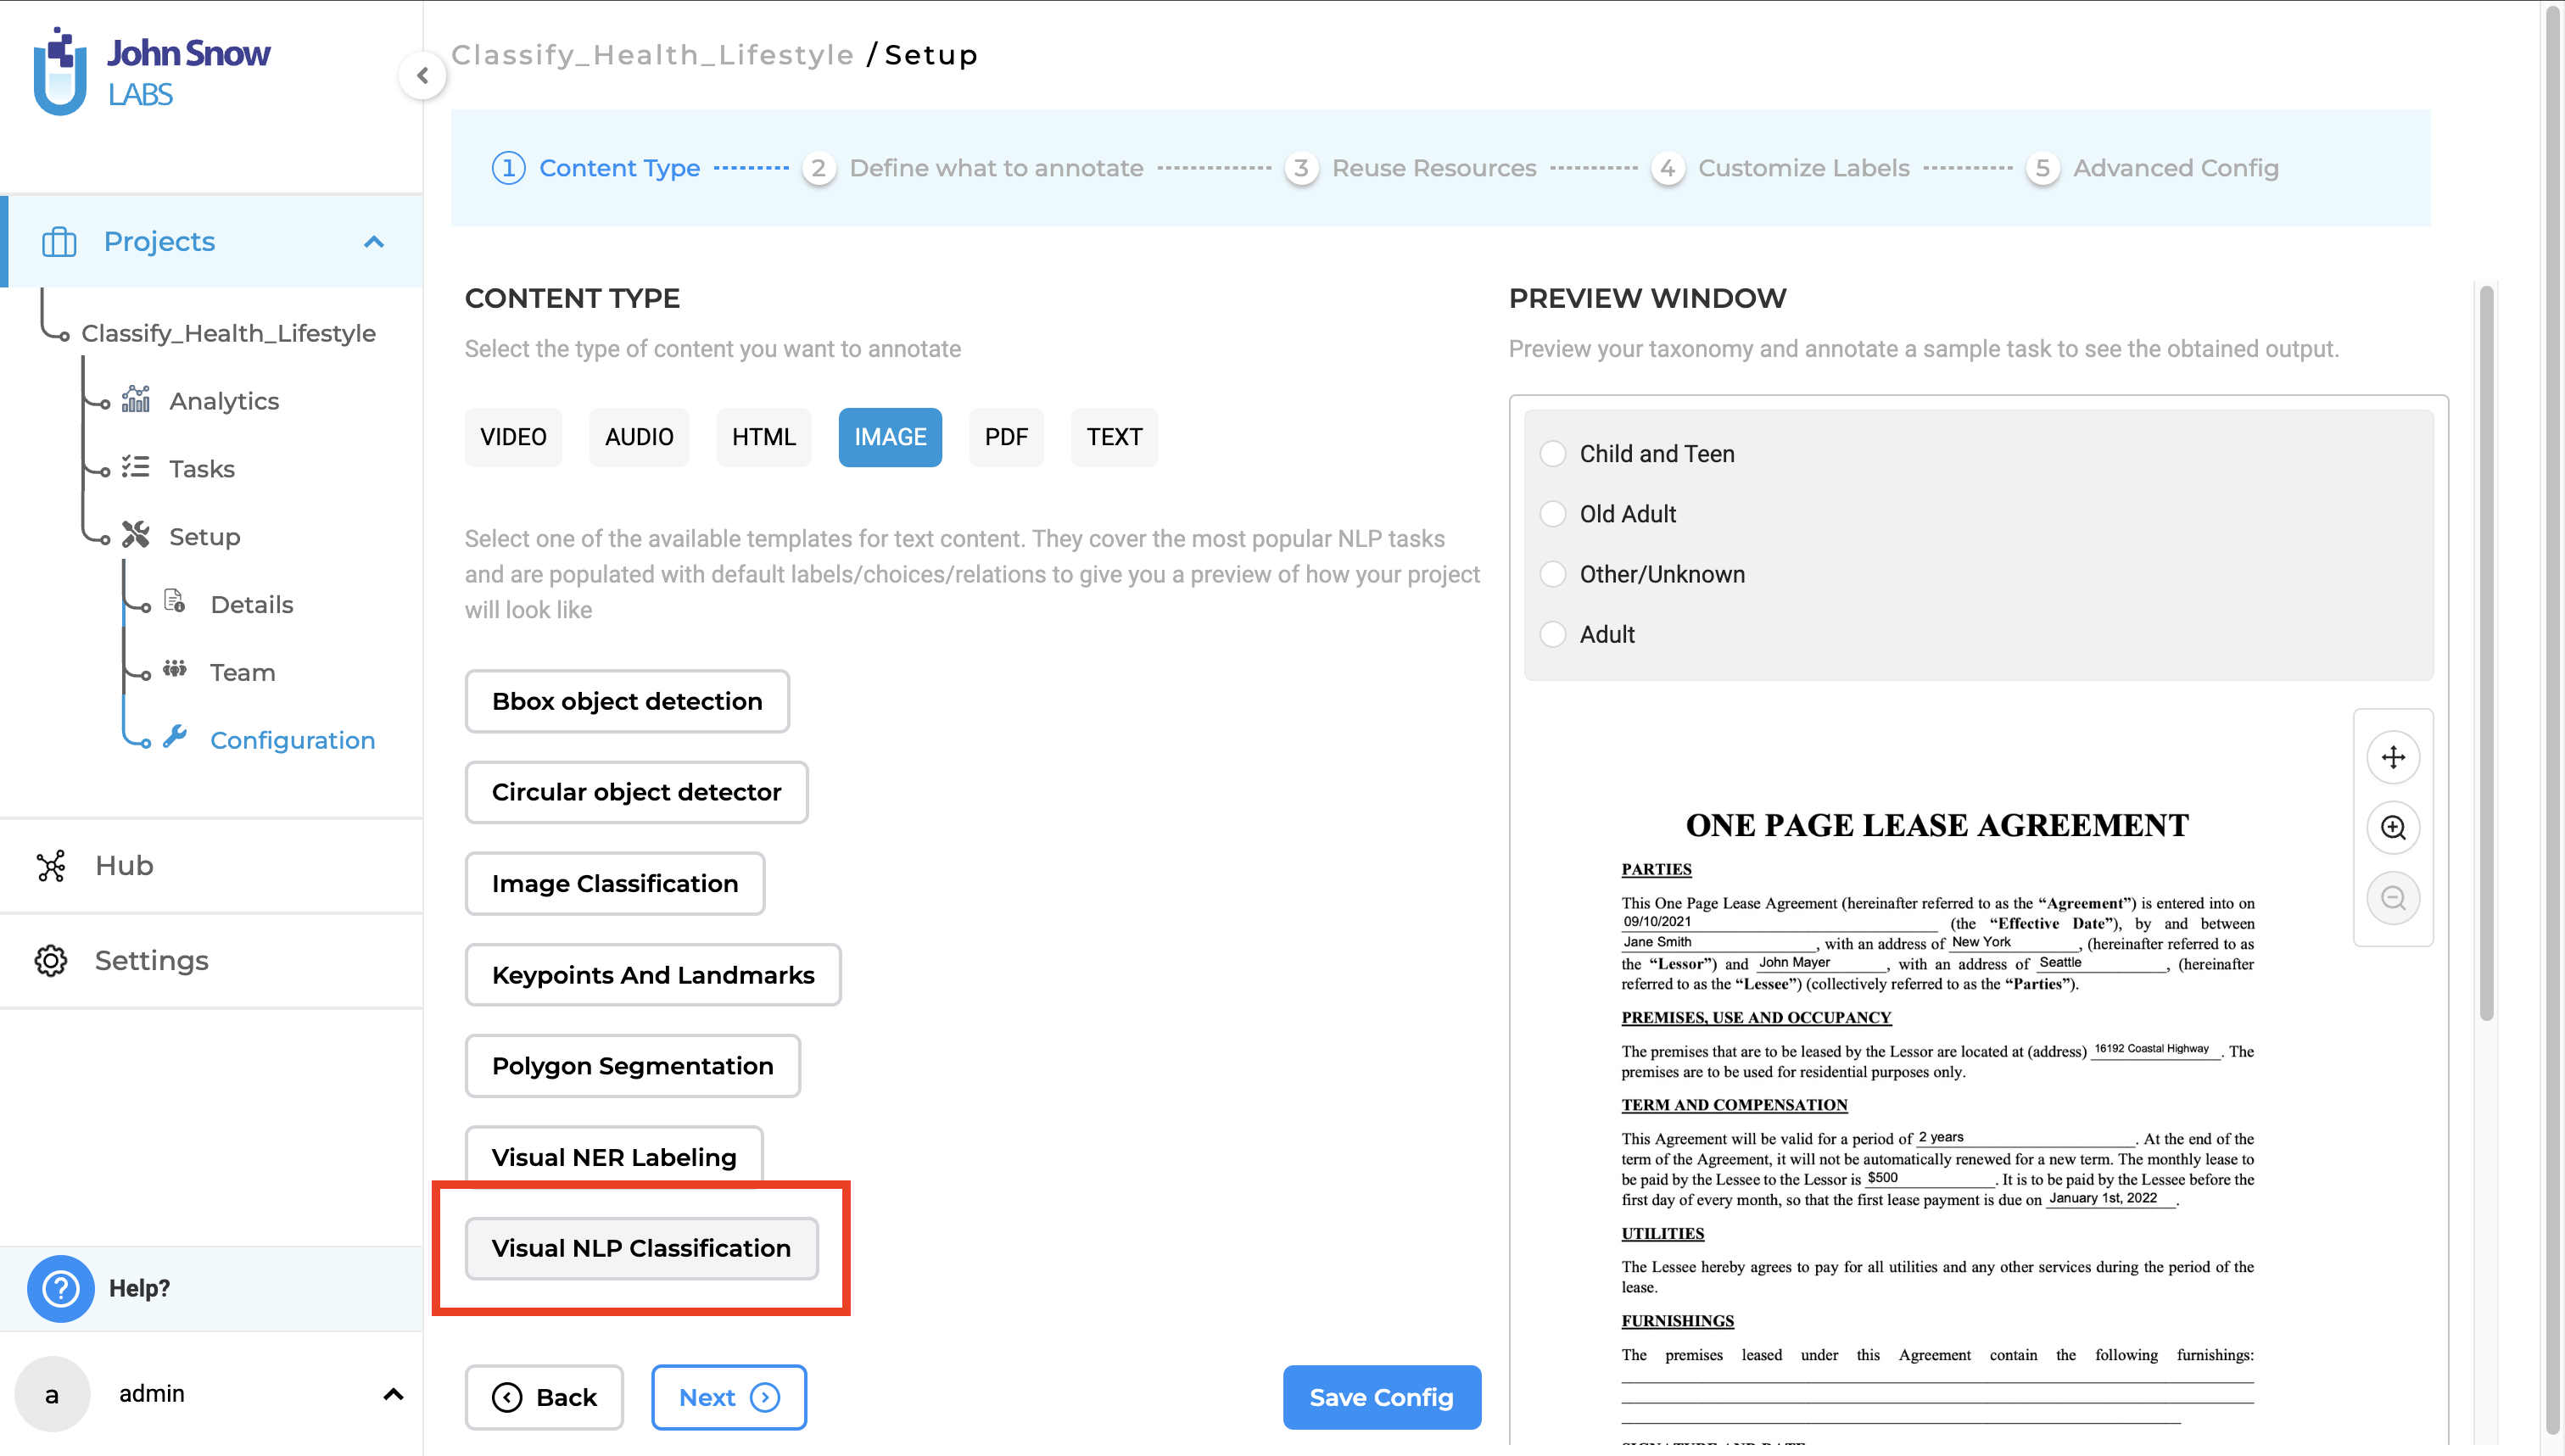 John Snow
LABS
Classify_Health_Lifestyle / Setup
1 Content Type 2 Define what to annotate 3 Reuse Resources 4 Customize Labels 5 Advanced Config
Projects
Classify_Health_Lifestyle
Analytics
Tasks
Setup
Details
Team
Configuration
Hub
Settings
? Help?
a admin
CONTENT TYPE
Select the type of content you want to annotate
VIDEO AUDIO HTML IMAGE PDF TEXT
Select one of the available templates for text content. They cover the most popular NLP tasks
and are populated with default labels/choices/relations to give you a preview of how your project
will look like
Bbox object detection
Circular object detector
Image Classification
Keypoints And Landmarks
Polygon Segmentation
Visual NER Labeling
Visual NLP Classification
Back Next Save Config
PREVIEW WINDOW
Preview your taxonomy and annotate a sample task to see the obtained output.
Child and Teen
Old Adult
Other/Unknown
Adult
ONE PAGE LEASE AGREEMENT
PARTIES
This One Page Lease Agreement (hereinafter referred to as the “Agreement”) is entered into on
09/10/2021 (the “Effective Date”), by and between
Jane Smith, with an address of New York, (hereinafter referred to as
the “Lessor”) and John Mayer, with an address of Seattle, (hereinafter
referred to as the “Lessee”) (collectively referred to as the “Parties”).
PREMISES, USE AND OCCUPANCY
The premises that are to be leased by the Lessor are located at (address) 16192 Coastal Highway. The
premises are to be used for residential purposes only.
TERM AND COMPENSATION
This Agreement will be valid for a period of 2 years. At the end of the
term of the Agreement, it will not be automatically renewed for a new term. The monthly lease to
be paid by the Lessee to the Lessor is $500. It is to be paid by the Lessee before the
first day of every month, so that the first lease payment is due on January 1st, 2022.
UTILITIES
The Lessee hereby agrees to pay for all utilities and any other services during the period of the
lease.
FURNISHINGS
The premises leased under this Agreement contain the following furnishings: